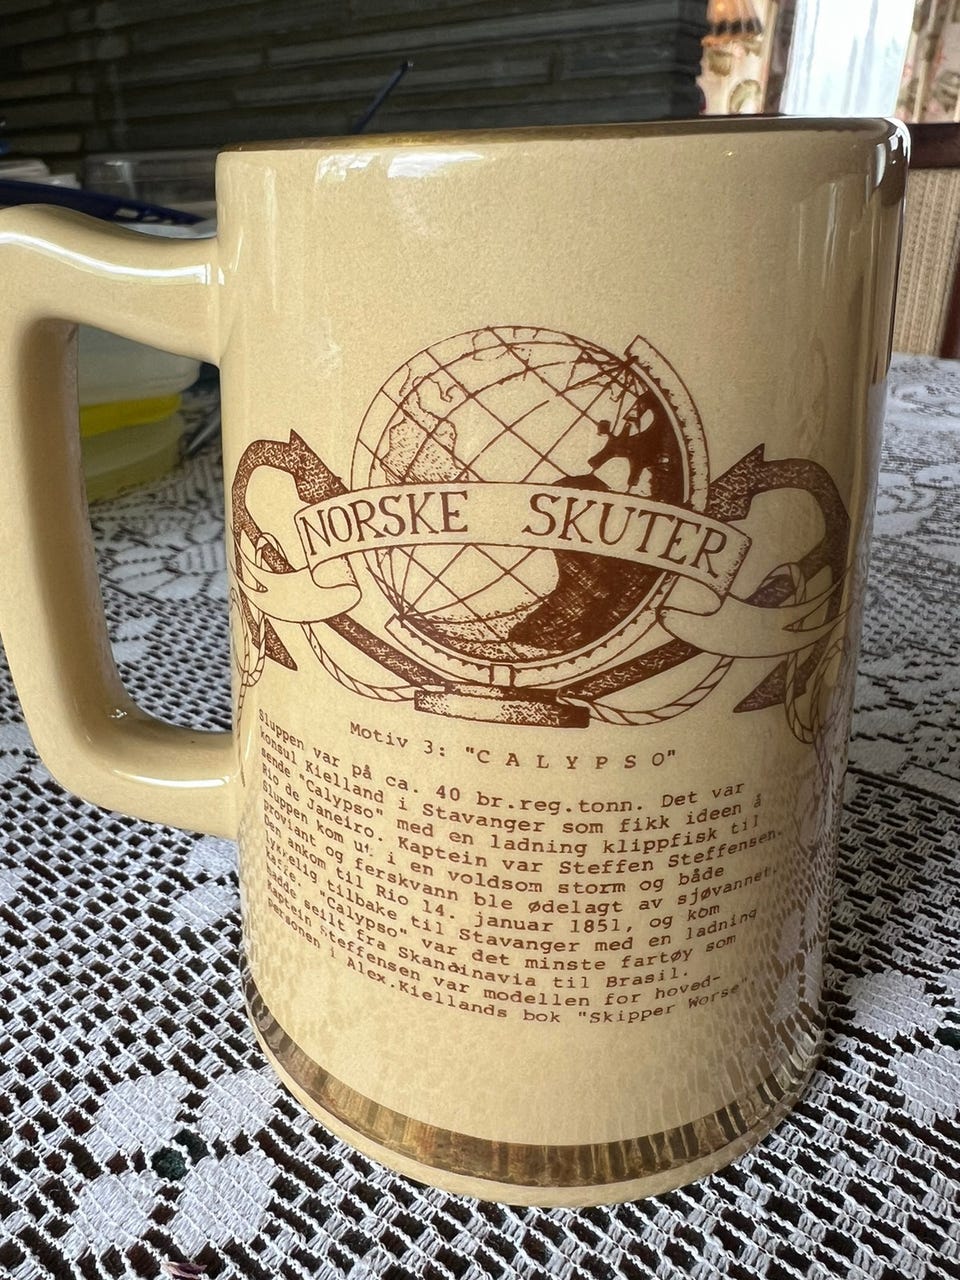 NORSKE SKUTER
Motiv 3: "CALYPSO"
Sluppen var på ca. 40 br.reg.tonn. Det var
konsul Kielland i Stavanger som fikk ideen å
sende "Calypso" med en ladning klippfisk til
Rio de Janeiro. Kaptein var Steffen Steffensen.
Sluppen kom ut i en voldsom storm og både
proviant og ferskvann ble ødelagt av sjøvannet.
Den ankom til Rio 14. januar 1851, og kom
lykkelig tilbake til Stavanger med en ladning
kaffe. "Calypso" var det minste fartøy som
hadde seilt fra Skandinavia til Brasil.
Kaptein Steffensen var modellen for hoved-
personen i Alex.Kiellands bok "Skipper Worse".